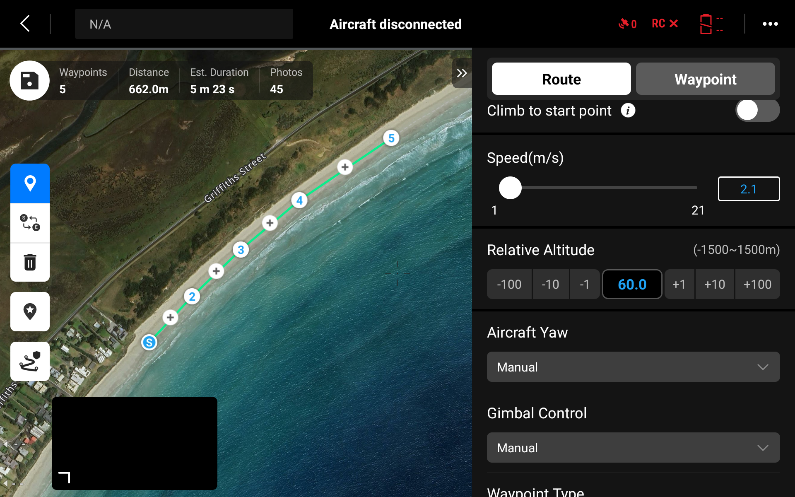 N/A
Aircraft disconnected
0
RC
--
--
Waypoints
5
Distance
662.0m
Est. Duration
5 m 23 s
Photos
45
Route
Waypoint
Climb to start point
i
Speed(m/s)
2.1
1
21
Relative Altitude
(-1500~1500m)
-100
-10
-1
60.0
+1
+10
+100
Aircraft Yaw
Manual
Gimbal Control
Manual
Waypoint Type
Griffiths Street
5
4
3
2
S